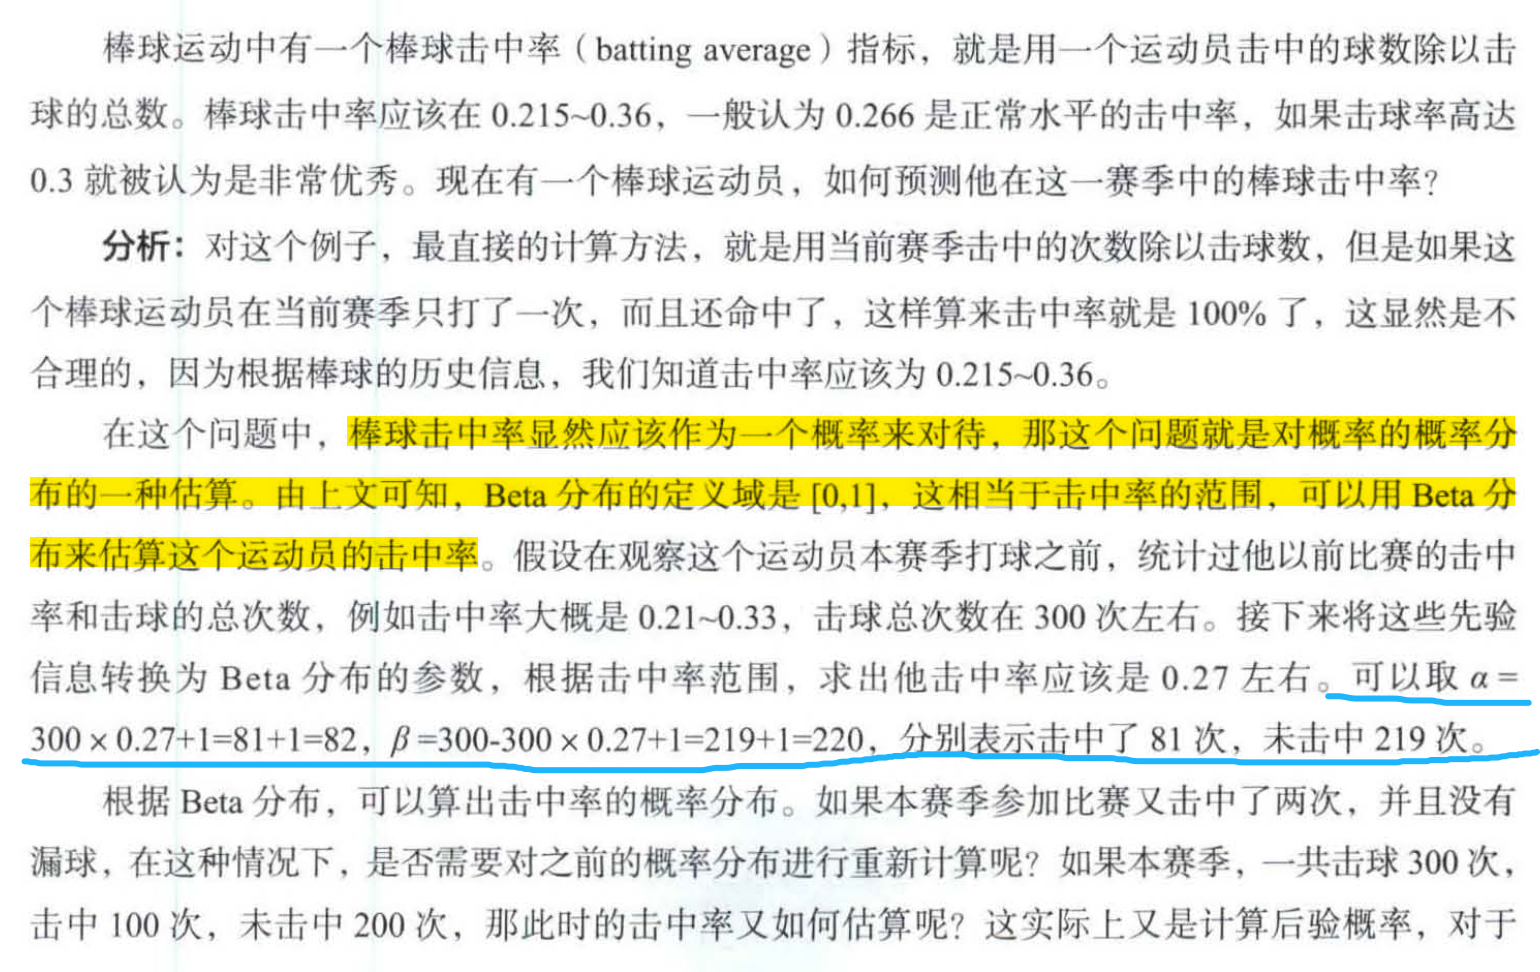 棒球运动中有一个棒球击中率（batting average）指标，就是用一个运动员击中的球数除以击
球的总数。棒球击中率应该在 0.215~0.36，一般认为 0.266 是正常水平的击中率，如果击球率高达
0.3 就被认为是非常优秀。现在有一个棒球运动员，如何预测他在这一赛季中的棒球击中率？
分析：对这个例子，最直接的计算方法，就是用当前赛季击中的次数除以击球数，但是如果这
个棒球运动员在当前赛季只打了一次，而且还命中了，这样算来击中率就是 100% 了，这显然是不
合理的，因为根据棒球的历史信息，我们知道击中率应该为 0.215~0.36。
在这个问题中，棒球击中率显然应该作为一个概率来对待，那这个问题就是对概率的概率分
布的一种估算。由上文可知，Beta 分布的定义域是 [0,1]，这相当于击中率的范围，可以用 Beta 分
布来估算这个运动员的击中率。假设在观察这个运动员本赛季打球之前，统计过他以前比赛的击中
率和击球的总次数，例如击中率大概是 0.21~0.33，击球总次数在 300 次左右。接下来将这些先验
信息转换为 Beta 分布的参数，根据击中率范围，求出他击中率应该是 0.27 左右。可以取 α =
300 × 0.27+1=81+1=82，β =300-300 × 0.27+1=219+1=220，分别表示击中了 81 次，未击中 219 次。
根据 Beta 分布，可以算出击中率的概率分布。如果本赛季参加比赛又击中了两次，并且没有
漏球，在这种情况下，是否需要对之前的概率分布进行重新计算呢？如果本赛季，一共击球 300 次，
击中 100 次，未击中 200 次，那此时的击中率又如何估算呢？这实际上又是计算后验概率，对于